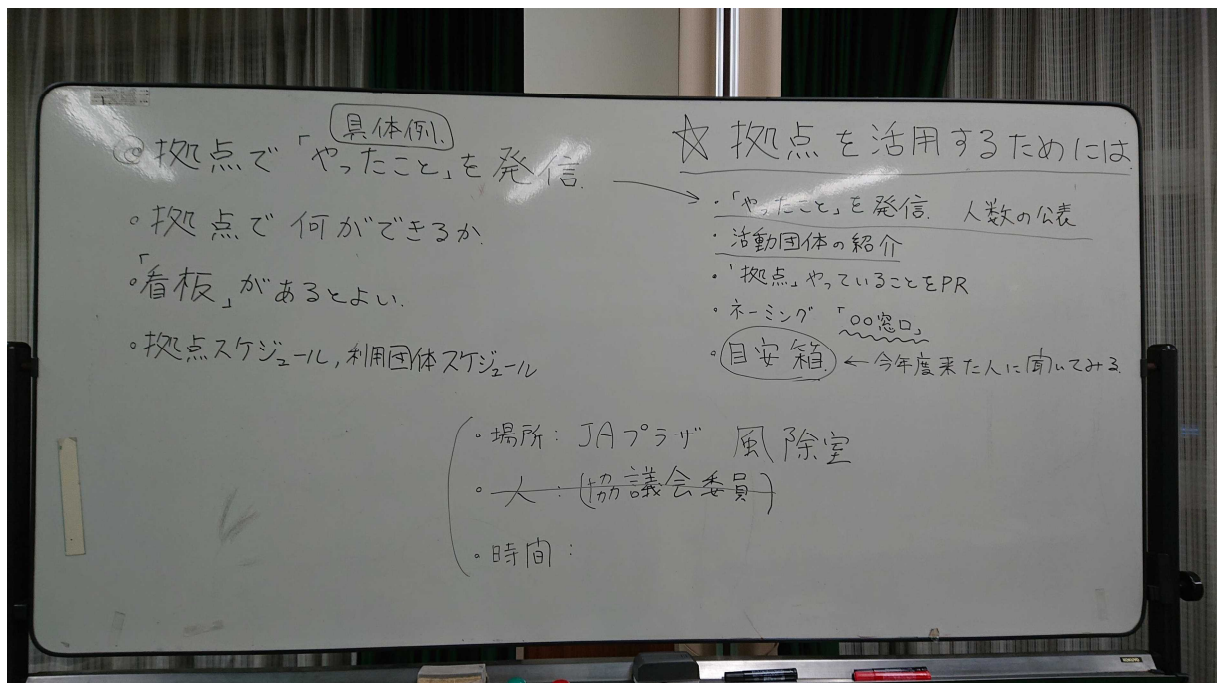 具体例
◎拠点で「やったこと」を発信.
・拠点で何ができるか.
・「看板」があるとよい.
・拠点スケジュール,利用団体スケジュール
☆ 拠点を活用するためには
・「やったこと」を発信. 人数の公表
・活動団体の紹介
・「拠点」やっていることをPR
・ネーミング 「○○窓口」
・目安箱 ← 今年度来た人に聞いてみる.
・場所: JAプラザ 風除室
・人 : (協議会委員)
・時間:
KOKUYO